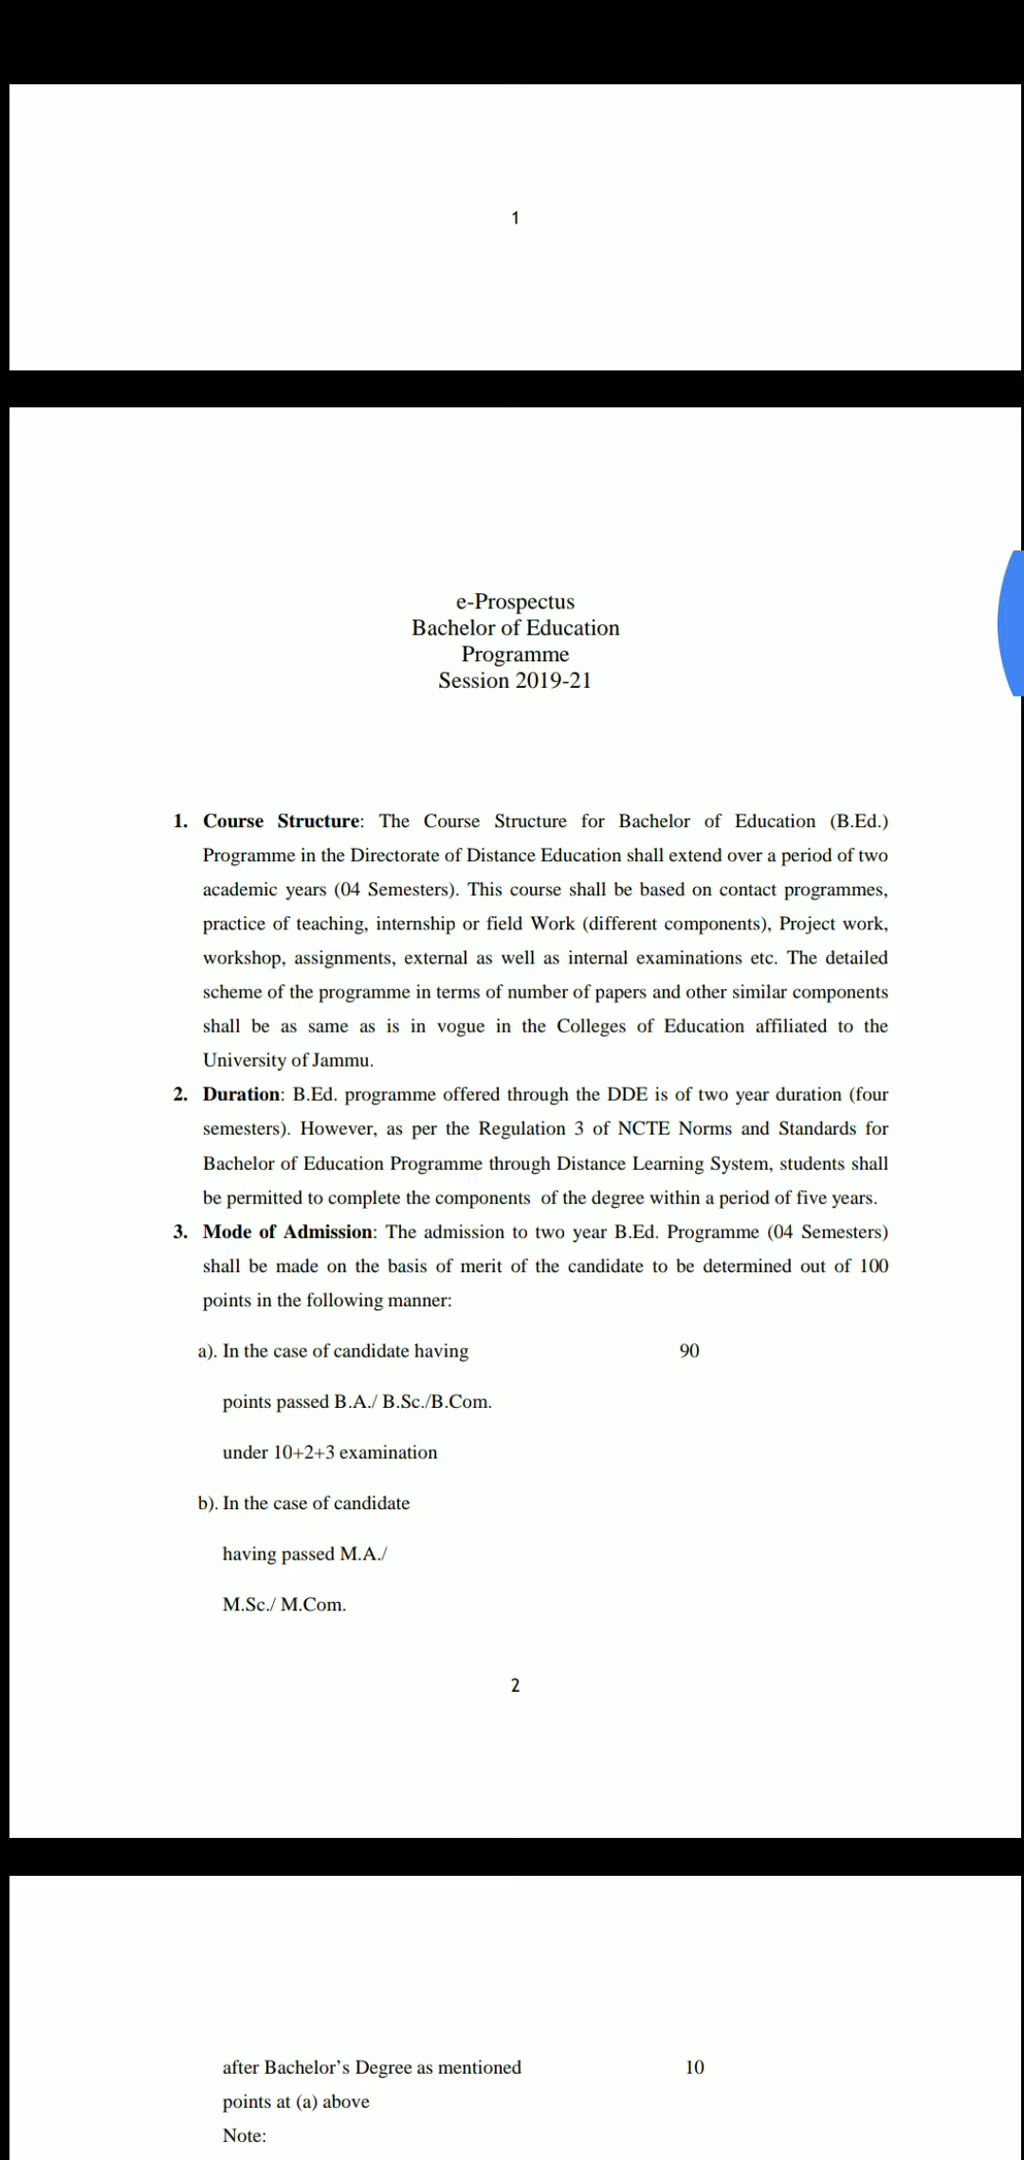 1
e-Prospectus
Bachelor of Education
Programme
Session 2019-21
1. Course Structure: The Course Structure for Bachelor of Education (B.Ed.)
Programme in the Directorate of Distance Education shall extend over a period of two
academic years (04 Semesters). This course shall be based on contact programmes,
practice of teaching, internship or field Work (different components), Project work,
workshop, assignments, external as well as internal examinations etc. The detailed
scheme of the programme in terms of number of papers and other similar components
shall be as same as is in vogue in the Colleges of Education affiliated to the
University of Jammu.
2. Duration: B.Ed. programme offered through the DDE is of two year duration (four
semesters). However, as per the Regulation 3 of NCTE Norms and Standards for
Bachelor of Education Programme through Distance Learning System, students shall
be permitted to complete the components of the degree within a period of five years.
3. Mode of Admission: The admission to two year B.Ed. Programme (04 Semesters)
shall be made on the basis of merit of the candidate to be determined out of 100
points in the following manner:
a). In the case of candidate having 90
points passed B.A./ B.Sc./B.Com.
under 10+2+3 examination
b). In the case of candidate
having passed M.A./
M.Sc./ M.Com.
2
after Bachelor's Degree as mentioned 10
points at (a) above
Note: